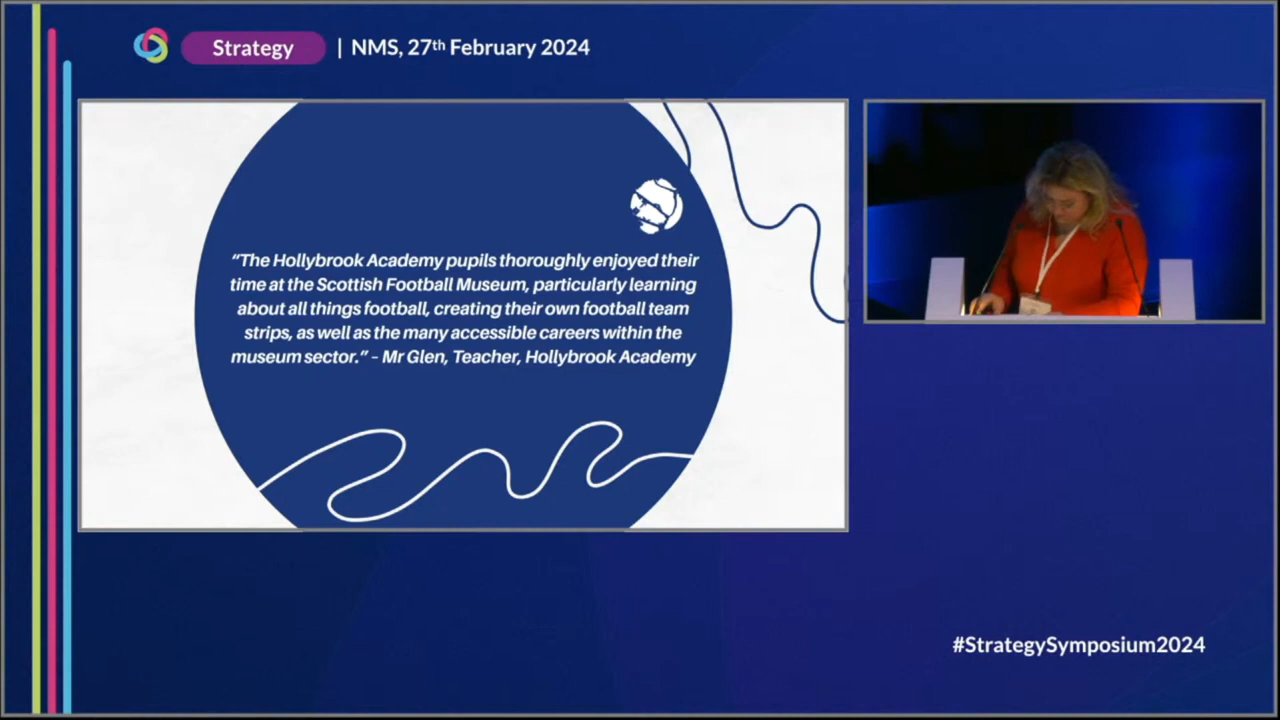 Strategy | NMS, 27th February 2024
“The Hollybrook Academy pupils thoroughly enjoyed their
time at the Scottish Football Museum, particularly learning
about all things football, creating their own football team
strips, as well as the many accessible careers within the
museum sector.” – Mr Glen, Teacher, Hollybrook Academy
#StrategySymposium2024